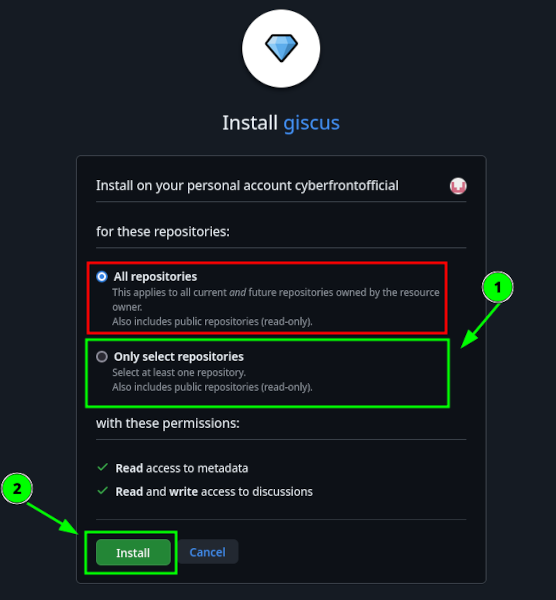 Install giscus
Install on your personal account cyberfrontofficial
for these repositories:
All repositories
This applies to all current and future repositories owned by the resource
owner.
Also includes public repositories (read-only).
1
Only select repositories
Select at least one repository.
Also includes public repositories (read-only).
with these permissions:
Read access to metadata
Read and write access to discussions
2
Install Cancel